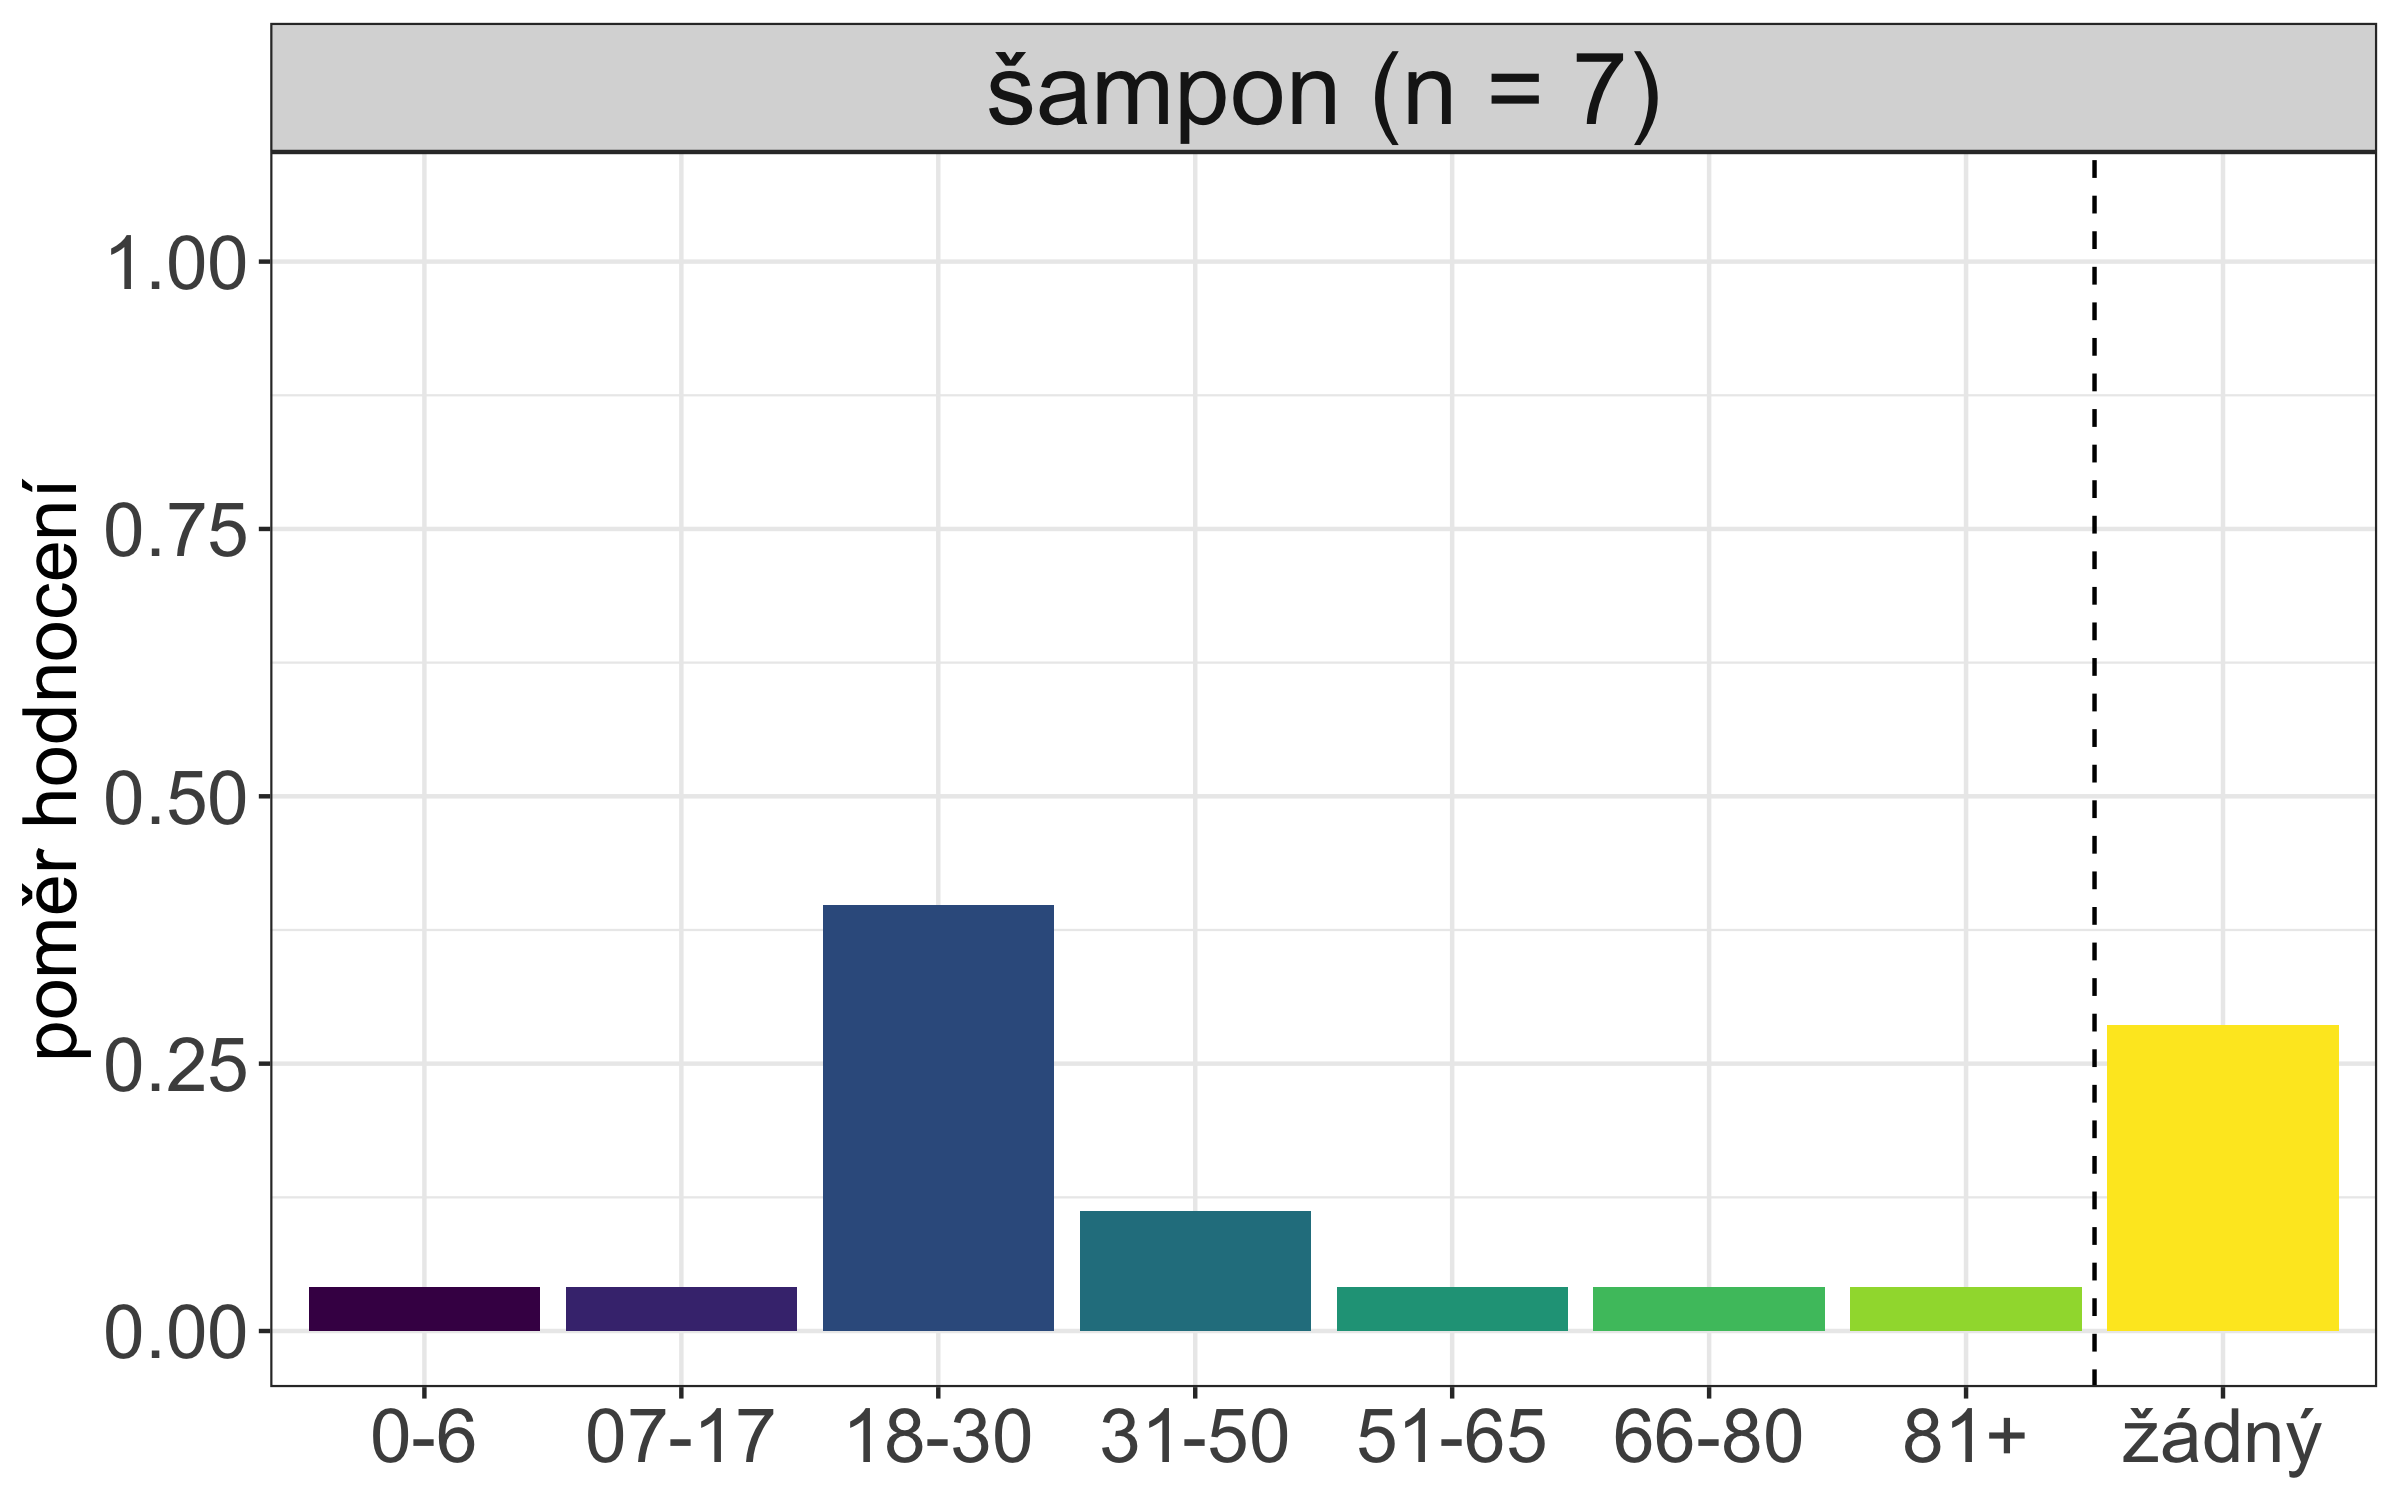 šampon (n = 7)
poměr hodnocení
1.00
0.75
0.50
0.25
0.00
0-6 07-17 18-30 31-50 51-65 66-80 81+ žádný